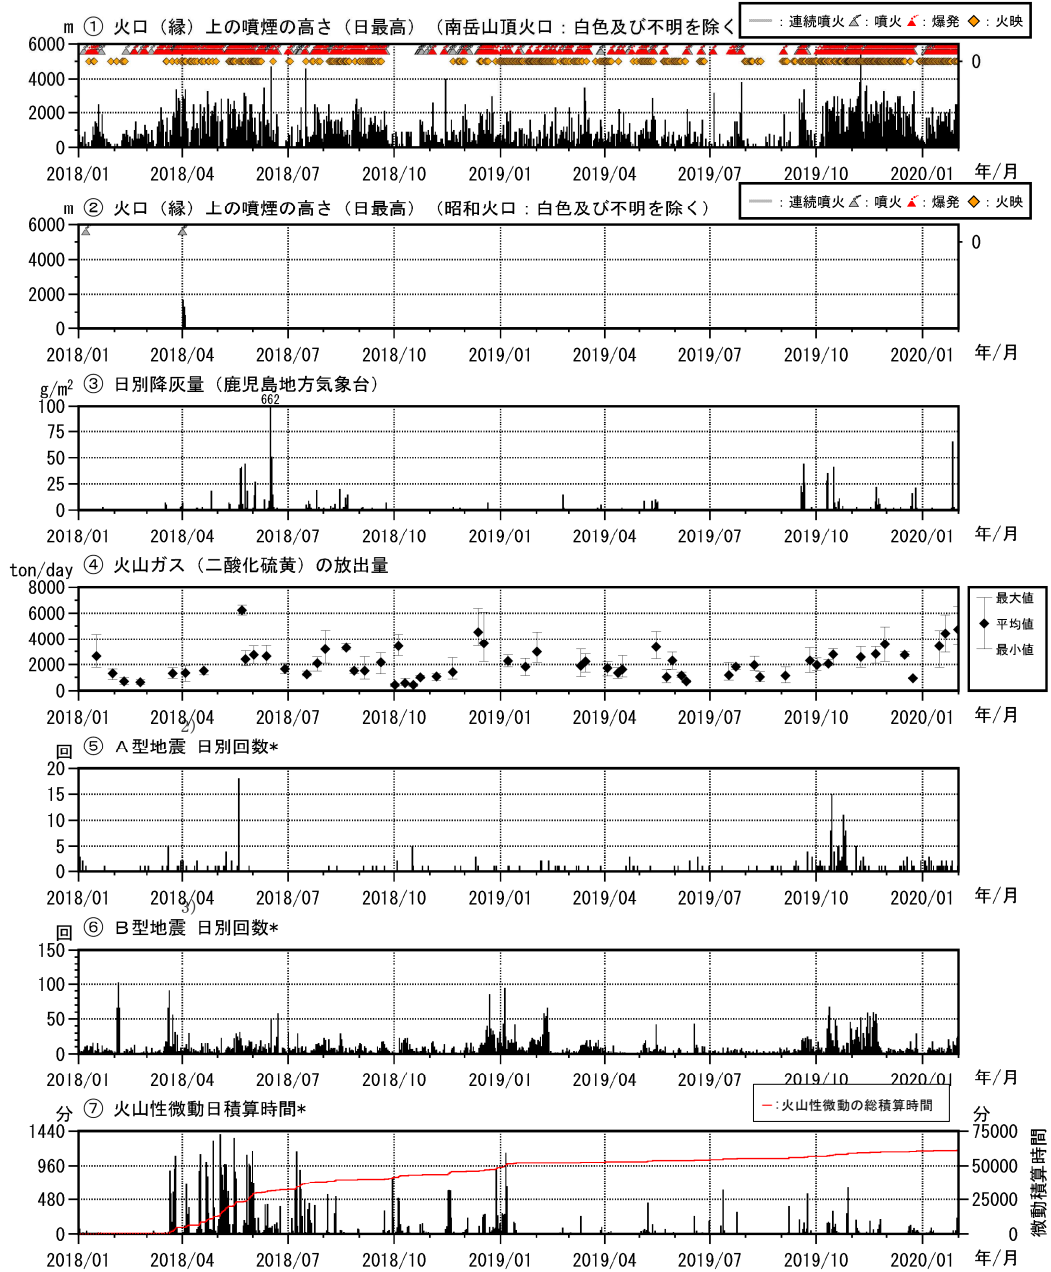 m ① 火口（縁）上の噴煙の高さ（日最高）（南岳山頂火口：白色及び不明を除く
━：連続噴火 ：噴火 ：爆発 ◆：火映
6000
4000
2000
0
0
2018/01 2018/04 2018/07 2018/10 2019/01 2019/04 2019/07 2019/10 2020/01 年/月
m ② 火口（縁）上の噴煙の高さ（日最高）（昭和火口：白色及び不明を除く）
━：連続噴火 ：噴火 ：爆発 ◆：火映
6000
4000
2000
0
0
2018/01 2018/04 2018/07 2018/10 2019/01 2019/04 2019/07 2019/10 2020/01 年/月
g/m² ③ 日別降灰量（鹿児島地方気象台）
662
100
75
50
25
0
2018/01 2018/04 2018/07 2018/10 2019/01 2019/04 2019/07 2019/10 2020/01 年/月
ton/day ④ 火山ガス（二酸化硫黄）の放出量
8000
6000
4000
2000
0
最大値
平均値
最小値
2018/01 2018/04 2018/07 2018/10 2019/01 2019/04 2019/07 2019/10 2020/01 年/月
2)
回 ⑤ Ａ型地震 日別回数*
20
15
10
5
0
2018/01 2018/04 2018/07 2018/10 2019/01 2019/04 2019/07 2019/10 2020/01 年/月
3)
回 ⑥ Ｂ型地震 日別回数*
150
100
50
0
2018/01 2018/04 2018/07 2018/10 2019/01 2019/04 2019/07 2019/10 2020/01 年/月
分 ⑦ 火山性微動日積算時間*
―:火山性微動の総積算時間
分
1440
960
480
0
75000
50000
25000
0
微動積算時間
2018/01 2018/04 2018/07 2018/10 2019/01 2019/04 2019/07 2019/10 2020/01 年/月